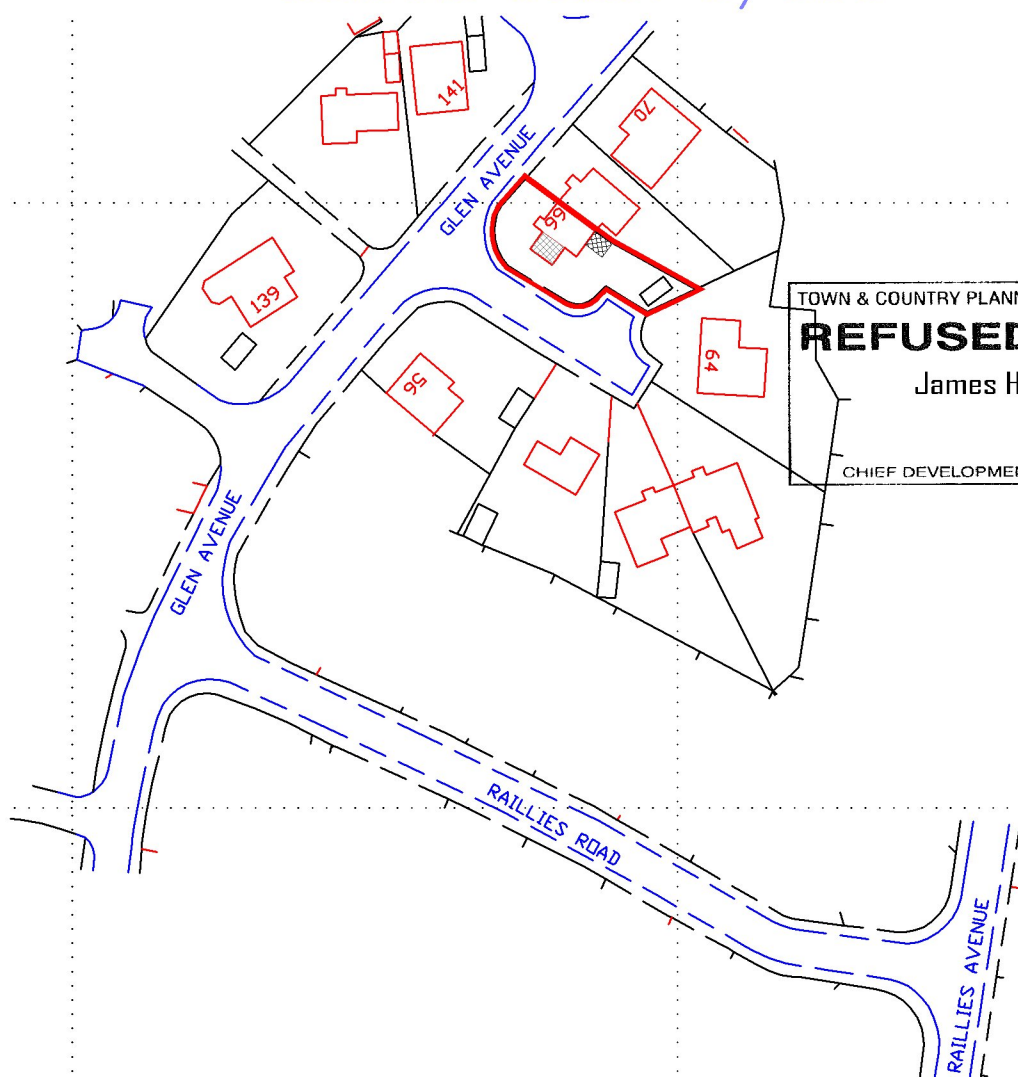 141
70
GLEN AVENUE
66
139
TOWN & COUNTRY PLANN
REFUSED
James H
CHIEF DEVELOPME
64
56
GLEN AVENUE
RAILLIES ROAD
RAILLIES AVENUE